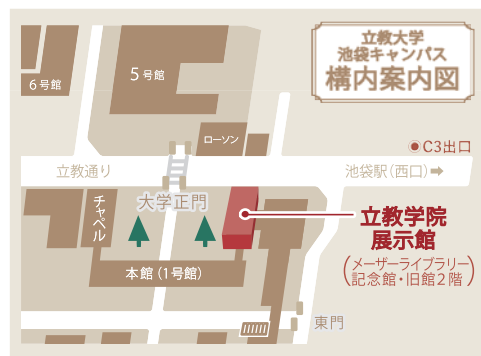 立教大学
池袋キャンパス
構内案内図
6号館
5号館
ローソン
C3出口
立教通り
池袋駅(西口)➡
チャペル
大学正門
立教学院
展示館
(メーザーライブラリー
記念館・旧館2階)
本館(1号館)
東門